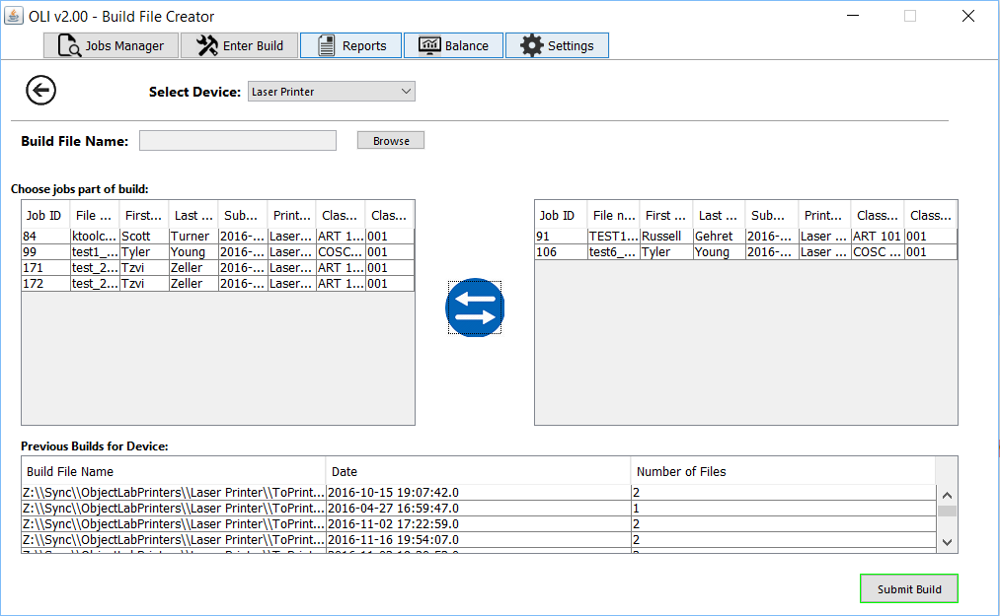 OLI v2.00 - Build File Creator
Jobs Manager Enter Build Reports Balance Settings
Select Device: Laser Printer
Build File Name: Browse
Choose jobs part of build:
Job ID File ... First... Last ... Sub... Print... Clas... Clas...
84 ktoolc... Scott Turner 2016-... Laser... ART 1... 001
99 test1_... Tyler Young 2016-... Laser... COSC... 001
171 test_2... Tzvi Zeller 2016-... Laser... ART 1... 001
172 test_2... Tzvi Zeller 2016-... Laser... ART 1... 001
Job ID File n... First ... Last ... Sub... Print... Class... Class...
91 TEST1... Russell Gehret 2016-... Laser ... ART 101 001
106 test6_... Tyler Young 2016-... Laser ... COSC ... 001
Previous Builds for Device:
Build File Name Date Number of Files
Z:\\Sync\\ObjectLabPrinters\\Laser Printer\\ToPrint... 2016-10-15 19:07:42.0 2
Z:\\Sync\\ObjectLabPrinters\\Laser Printer\\ToPrint... 2016-04-27 16:59:47.0 1
Z:\\Sync\\ObjectLabPrinters\\Laser Printer\\ToPrint... 2016-11-02 17:22:59.0 2
Z:\\Sync\\ObjectLabPrinters\\Laser Printer\\ToPrint... 2016-11-16 19:54:07.0 2
Submit Build